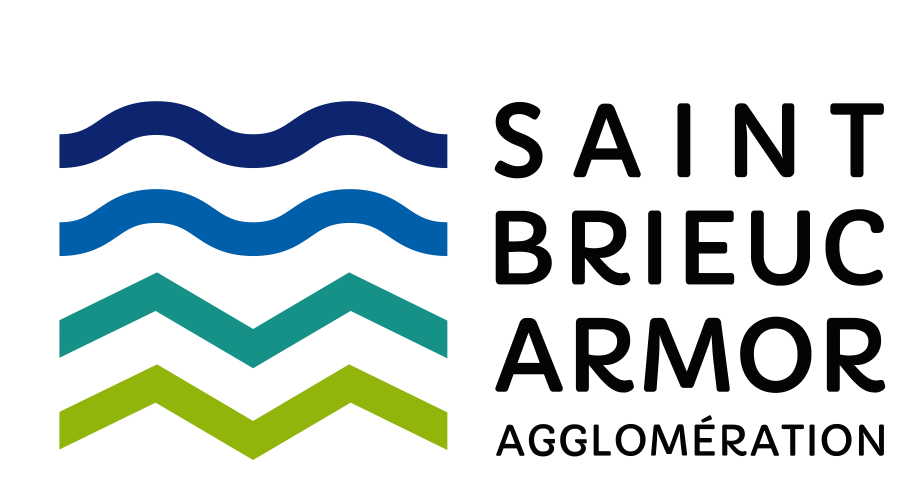 SAINT
BRIEUC
ARMOR
AGGLOMÉRATION